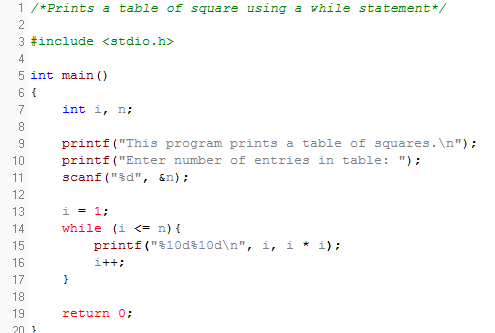 1 /*Prints a table of square using a while statement*/
2
3 #include <stdio.h>
4
5 int main()
6 {
7     int i, n;
8
9     printf("This program prints a table of squares.\n");
10     printf("Enter number of entries in table: ");
11     scanf("%d", &n);
12
13     i = 1;
14     while (i <= n){
15         printf("%10d%10d\n", i, i * i);
16         i++;
17     }
18
19     return 0;
20 }